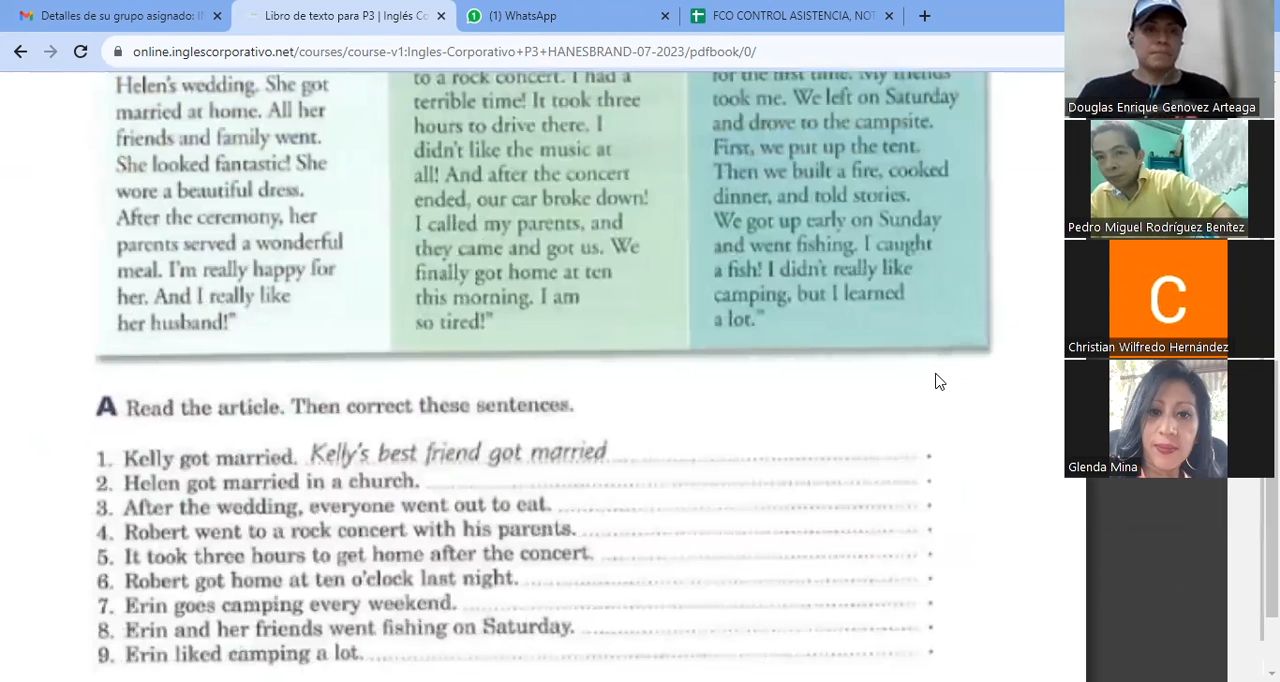 Detalles de su grupo asignado: I
Libro de texto para P3 | Inglés Co
(1) WhatsApp
FCO CONTROL ASISTENCIA, NOT
online.inglescorporativo.net/courses/course-v1:Ingles-Corporativo+P3+HANESBRAND-07-2023/pdfbook/0/
Helen's wedding. She got
married at home. All her
friends and family went.
She looked fantastic! She
wore a beautiful dress.
After the ceremony, her
parents served a wonderful
meal. I'm really happy for
her. And I really like
her husband!"
to a rock concert. I had a
terrible time! It took three
hours to drive there. I
didn't like the music at
all! And after the concert
ended, our car broke down!
I called my parents, and
they came and got us. We
finally got home at ten
this morning. I am
so tired!"
for the first time. My friends
took me. We left on Saturday
and drove to the campsite.
First, we put up the tent.
Then we built a fire, cooked
dinner, and told stories.
We got up early on Sunday
and went fishing. I caught
a fish! I didn't really like
camping, but I learned
a lot."
A Read the article. Then correct these sentences.
1. Kelly got married. Kelly's best friend got married .
2. Helen got married in a church. .
3. After the wedding, everyone went out to eat. .
4. Robert went to a rock concert with his parents. .
5. It took three hours to get home after the concert. .
6. Robert got home at ten o'clock last night. .
7. Erin goes camping every weekend. .
8. Erin and her friends went fishing on Saturday. .
9. Erin liked camping a lot. .
Douglas Enrique Genovez Arteaga
Pedro Miguel Rodríguez Benítez
C
Christian Wilfredo Hernández
Glenda Mina